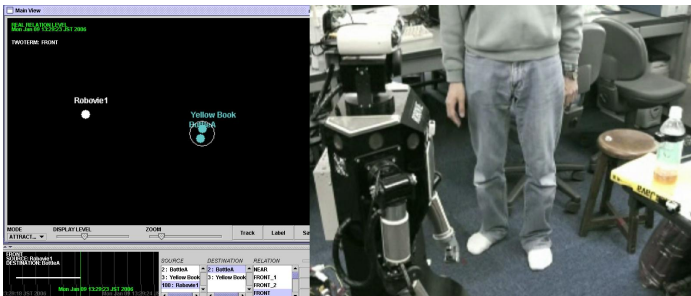 Main View
REAL RELATION LEVEL
Mon Jan 09 13:29:23 JST 2006
TWOTERM: FRONT
Robovie1
Yellow Book
BottleA
MODE
DISPLAY LEVEL
ZOOM
ATTRACT...
Track
Label
FRONT
SOURCE: Robovie1
DESTINATION: BottleA
Mon Jan 09 13:29:23 JST 2006
SOURCE
DESTINATION
RELATION
2 : BottleA
2 : BottleA
NEAR
3 : Yellow Book
3 : Yellow Book
FRONT_1
100 : Robovie1
FRONT_2
FRONT